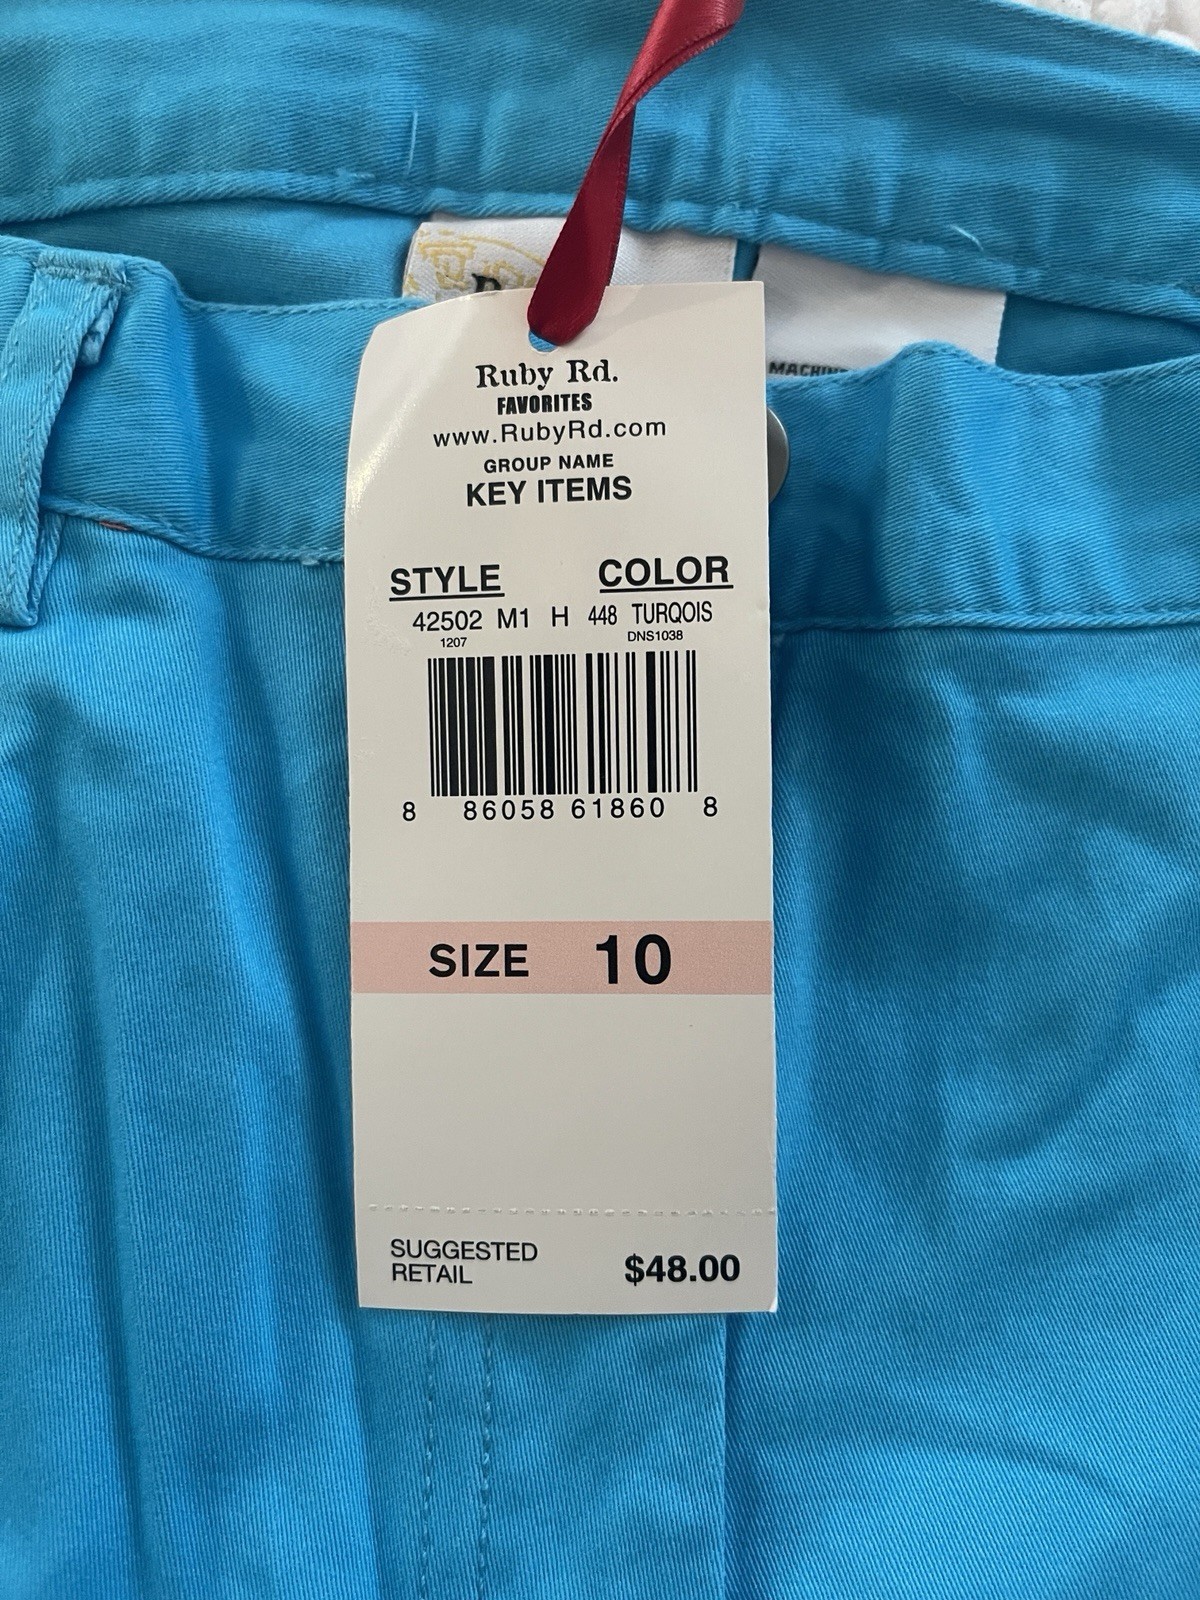 Ruby Rd.
FAVORITES
www.RubyRd.com
GROUP NAME
KEY ITEMS
STYLE COLOR
42502 M1 H 448 TURQOIS
1207 DNS1038
8 86058 61860 8
SIZE 10
SUGGESTED
RETAIL $48.00